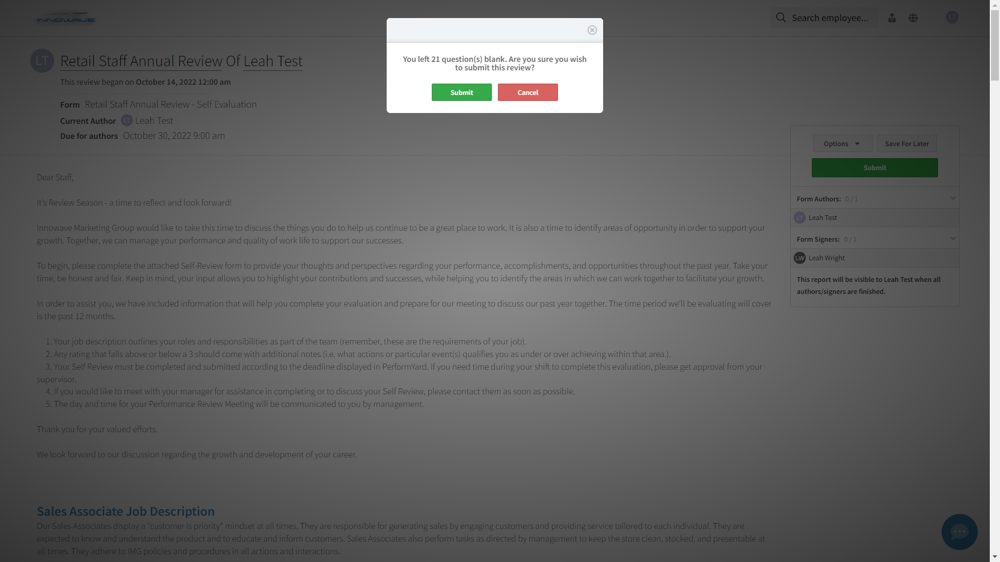 INNOWAVE
Search employee...
LT
You left 21 question(s) blank. Are you sure you wish
to submit this review?
Submit
Cancel
LT
Retail Staff Annual Review Of Leah Test
This review began on October 14, 2022 12:00 am
Form Retail Staff Annual Review - Self Evaluation
Current Author LT Leah Test
Due for authors October 30, 2022 9:00 am
Options
Save For Later
Submit
Form Authors: 0 / 1
LT Leah Test
Form Signers: 0 / 1
LW Leah Wright
This report will be visible to Leah Test when all
authors/signers are finished.
Dear Staff,
It's Review Season - a time to reflect and look forward!
Innowave Marketing Group would like to take this time to discuss the things you do to help us continue to be a great place to work. It is also a time to identify areas of opportunity in order to support your
growth. Together, we can manage your performance and quality of work life to support our successes.
To begin, please complete the attached Self-Review form to provide your thoughts and perspectives regarding your performance, accomplishments, and opportunities throughout the past year. Take your
time, be honest and fair. Keep in mind, your input allows you to highlight your contributions and successes, while helping you to identify the areas in which we can work together to facilitate your growth.
In order to assist you, we have included information that will help you complete your evaluation and prepare for our meeting to discuss our past year together. The time period we'll be evaluating will cover
is the past 12 months.
1. Your job description outlines your roles and responsibilities as part of the team (remember, these are the requirements of your job).
2. Any rating that falls above or below a 3 should come with additional notes (i.e. what actions or particular event(s) qualifies you as under or over achieving within that area.).
3. Your Self Review must be completed and submitted according to the deadline displayed in PerformYard. If you need time during your shift to complete this evaluation, please get approval from your
supervisor.
4. If you would like to meet with your manager for assistance in completing or to discuss your Self Review, please contact them as soon as possible.
5. The day and time for your Performance Review Meeting will be communicated to you by management.
Thank you for your valued efforts.
We look forward to our discussion regarding the growth and development of your career.
Sales Associate Job Description
Our Sales Associates display a “customer is priority” mindset at all times. They are responsible for generating sales by engaging customers and providing service tailored to each individual. They are
expected to know and understand the product and to educate and inform customers. Sales Associates also perform tasks as directed by management to keep the store clean, stocked, and presentable at
all times. They adhere to IMG policies and procedures in all actions and interactions.